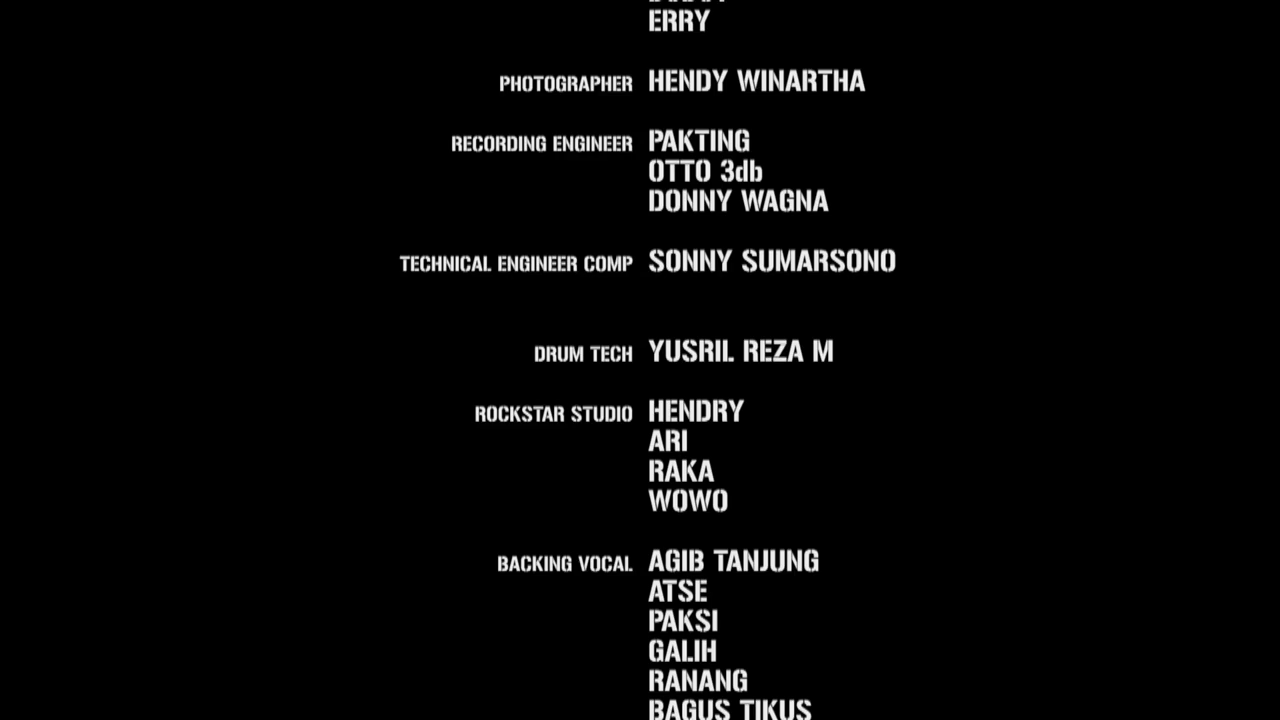 ERRY
PHOTOGRAPHER HENDY WINARTHA
RECORDING ENGINEER PAKTING
OTTO 3db
DONNY WAGNA
TECHNICAL ENGINEER COMP SONNY SUMARSONO
DRUM TECH YUSRIL REZA M
ROCKSTAR STUDIO HENDRY
ARI
RAKA
WOWO
BACKING VOCAL AGIB TANJUNG
ATSE
PAKSI
GALIH
RANANG
BAGUS TIKUS